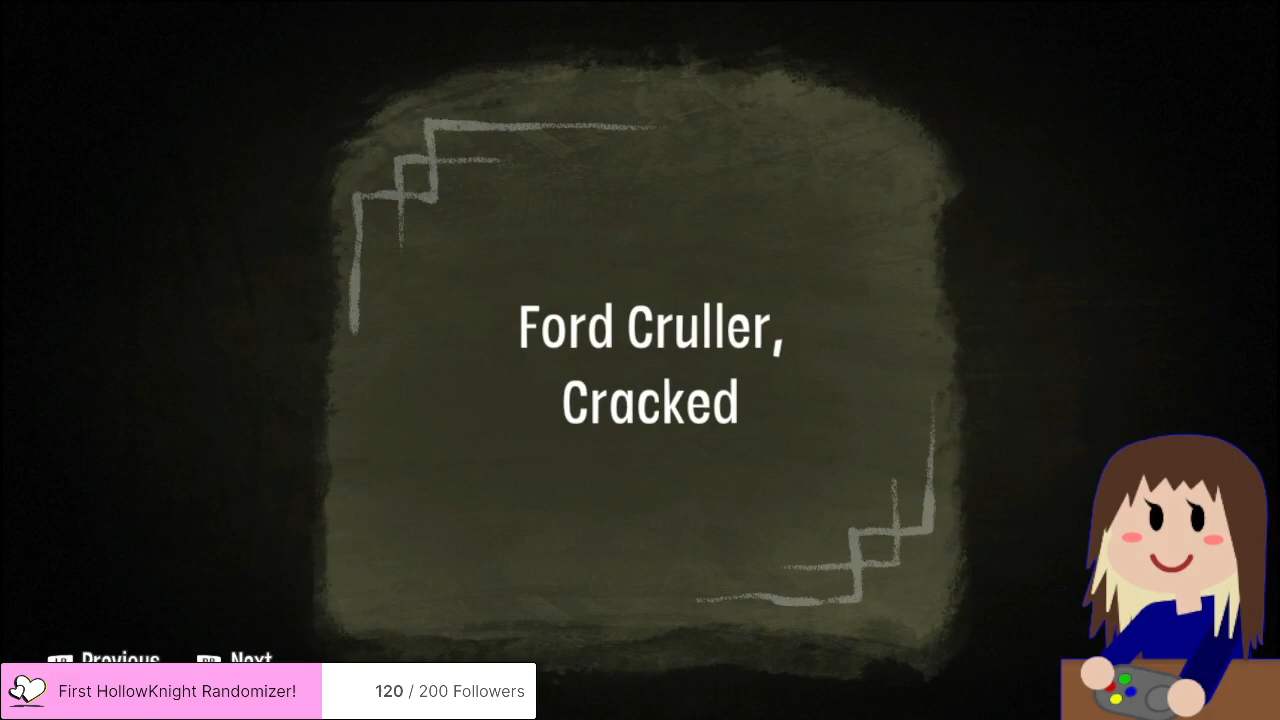 Ford Cruller,
Cracked
Previous Next
First HollowKnight Randomizer! 120 / 200 Followers